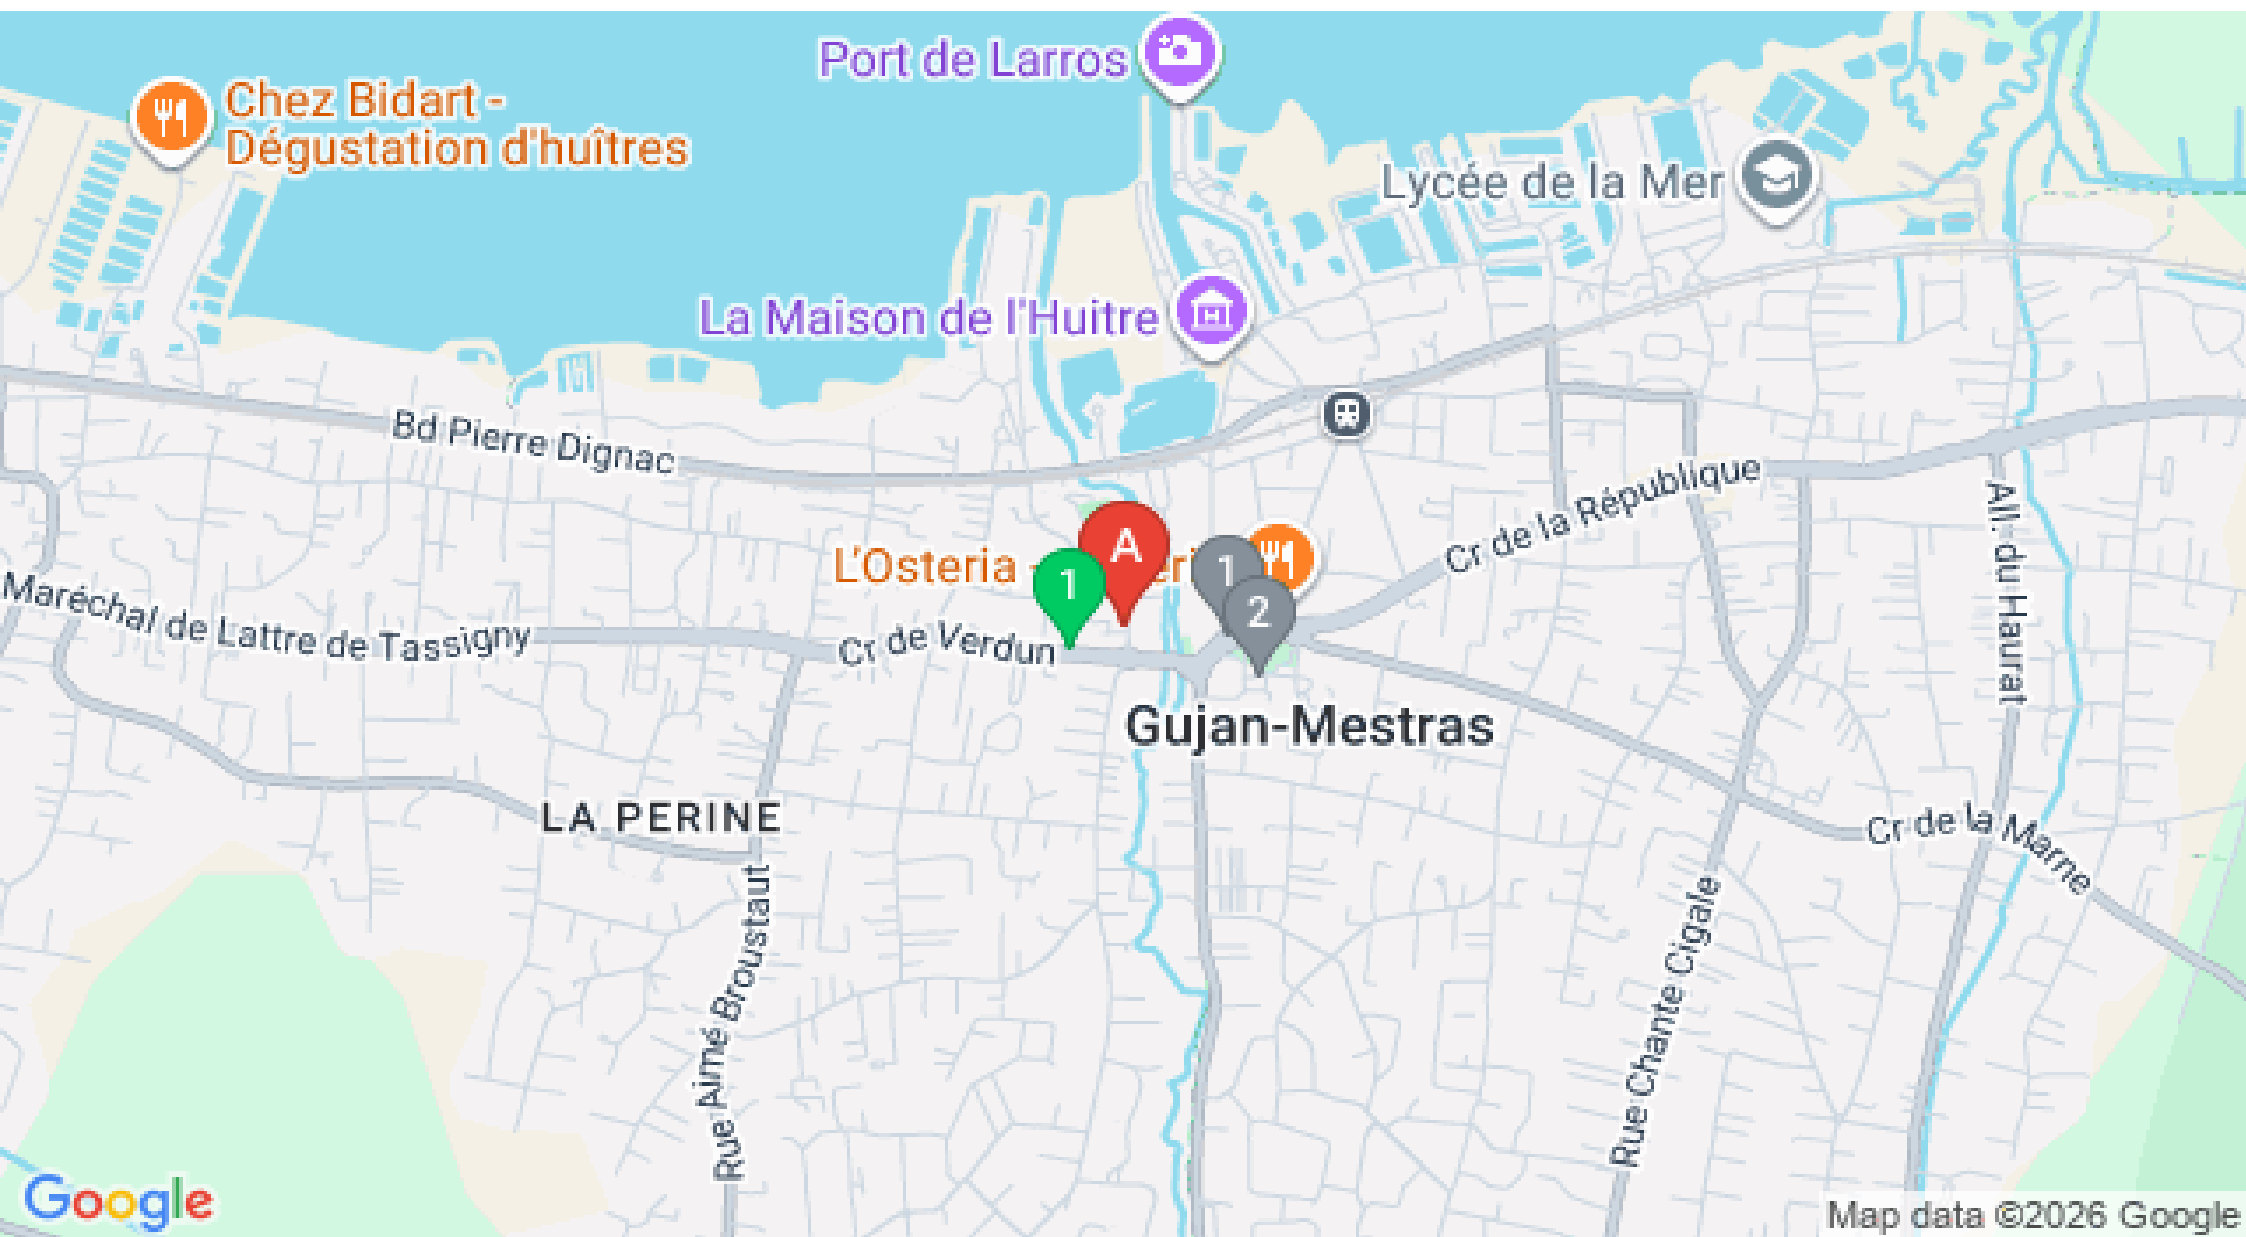 Port de Larros
Chez Bidart -
Dégustation d'huîtres
Lycée de la Mer
La Maison de l'Huitre
Bd Pierre Dignac
Cr de la République
All. du Haurat
A
L'Osteria -
1
1
2
Maréchal de Lattre de Tassigny
Cr de Verdun
Gujan-Mestras
LA PERINE
Cr de la Marne
Rue Aimé Broustaut
Rue Chante Cigale
Google
Map data ©2026 Google